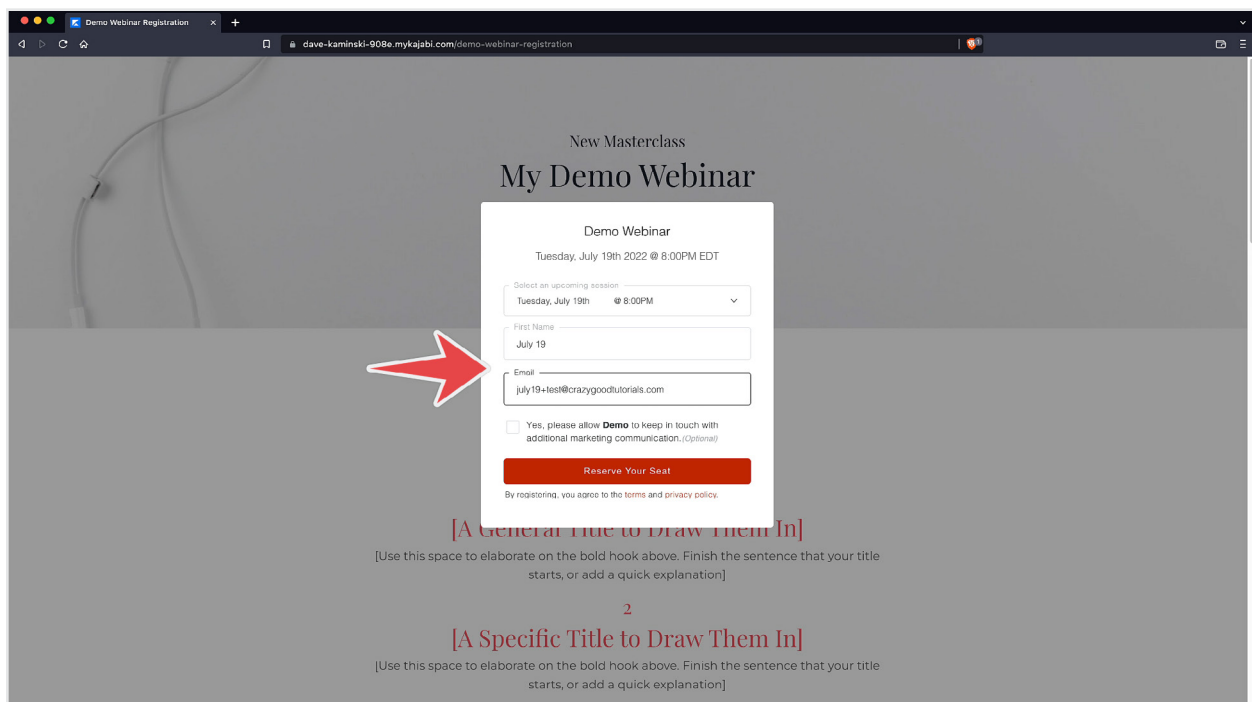 Demo Webinar Registration
dave-kaminski-908e.mykajabi.com/demo-webinar-registration
New Masterclass
My Demo Webinar
Demo Webinar
Tuesday, July 19th 2022 @ 8:00PM EDT
Select an upcoming session
Tuesday, July 19th @ 8:00PM
First Name
July 19
Email
july19+test@crazygoodtutorials.com
Yes, please allow Demo to keep in touch with
additional marketing communication. (Optional)
Reserve Your Seat
By registering, you agree to the terms and privacy policy.
[A General Title to Draw Them In]
[Use this space to elaborate on the bold hook above. Finish the sentence that your title
starts, or add a quick explanation]
2
[A Specific Title to Draw Them In]
[Use this space to elaborate on the bold hook above. Finish the sentence that your title
starts, or add a quick explanation]